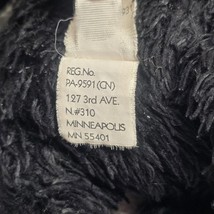 REG.No.
PA-9591(CN)
127 3rd AVE.
N.#310
MINNEAPOLIS
MN 55401